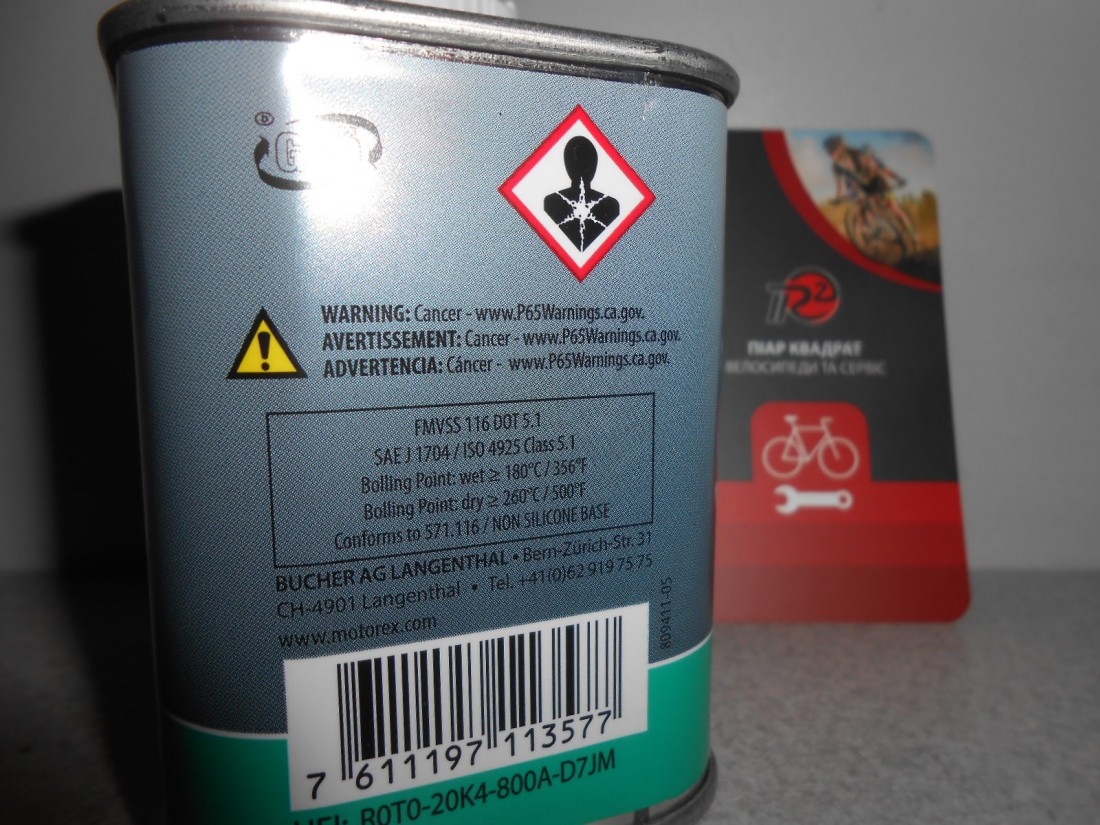 WARNING: Cancer - www.P65Warnings.ca.gov.
AVERTISSEMENT: Cancer - www.P65Warnings.ca.gov.
ADVERTENCIA: Cáncer - www.P65Warnings.ca.gov.
FMVSS 116 DOT 5.1
SAE J 1704 / ISO 4925 Class 5.1
Bolling Point: wet ≥ 180°C / 356°F
Bolling Point: dry ≥ 260°C / 500°F
Conforms to 571.116 / NON SILICONE BASE
BUCHER AG LANGENTHAL • Bern-Zürich-Str. 31
CH-4901 Langenthal • Tel. +41(0)62 919 75 75
www.motorex.com
809411-05
7 611197 113577
UFI: R0T0-20K4-800A-D7JM
ПР2
ПІАР КВАДРАТ
ВЕЛОСИПЕДИ ТА СЕРВІС